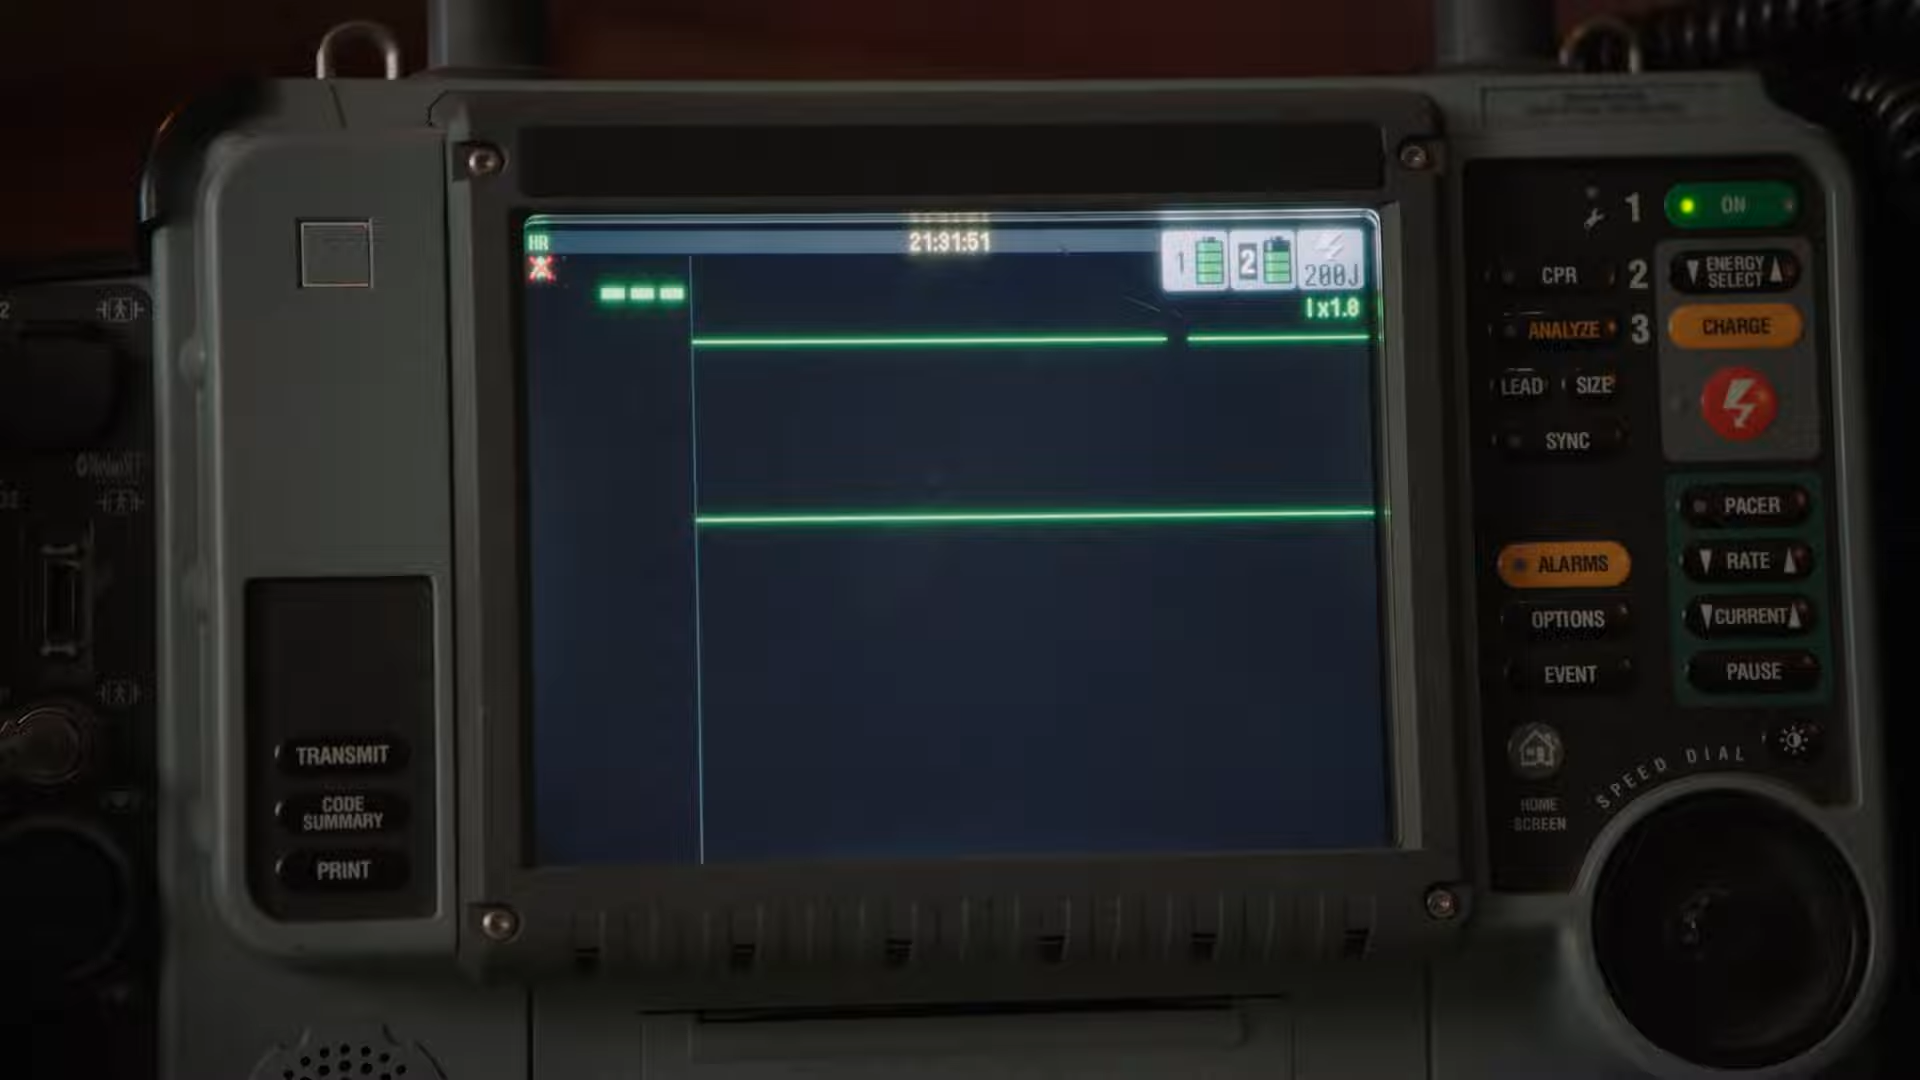 HR
21:31:51
1
2
200J
---
I x1.0
1
ON
CPR
2
ENERGY
SELECT
ANALYZE
3
CHARGE
LEAD
SIZE
SYNC
PACER
ALARMS
RATE
OPTIONS
CURRENT
EVENT
PAUSE
SPEED DIAL
HOME
SCREEN
TRANSMIT
CODE
SUMMARY
PRINT